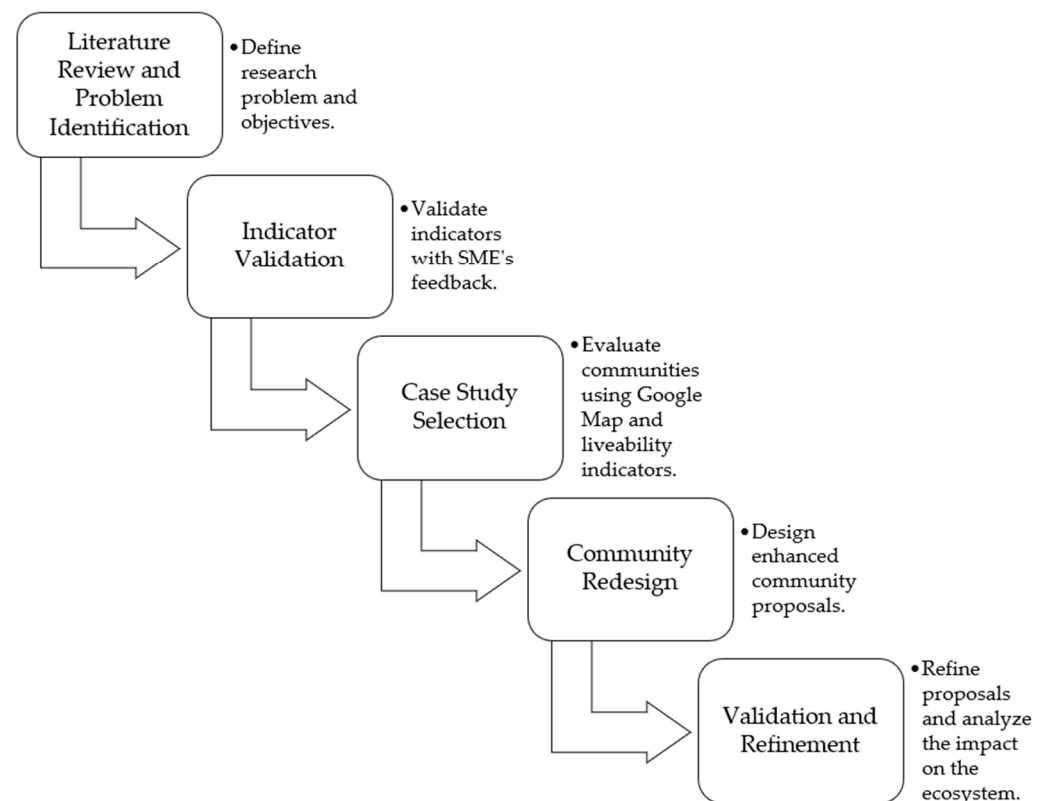 Literature
Review and
Problem
Identification
•Define
research
problem and
objectives.
Indicator
Validation
•Validate
indicators
with SME's
feedback.
Case Study
Selection
•Evaluate
communities
using Google
Map and
liveability
indicators.
Community
Redesign
•Design
enhanced
community
proposals.
Validation and
Refinement
•Refine
proposals
and analyze
the impact
on the
ecosystem.